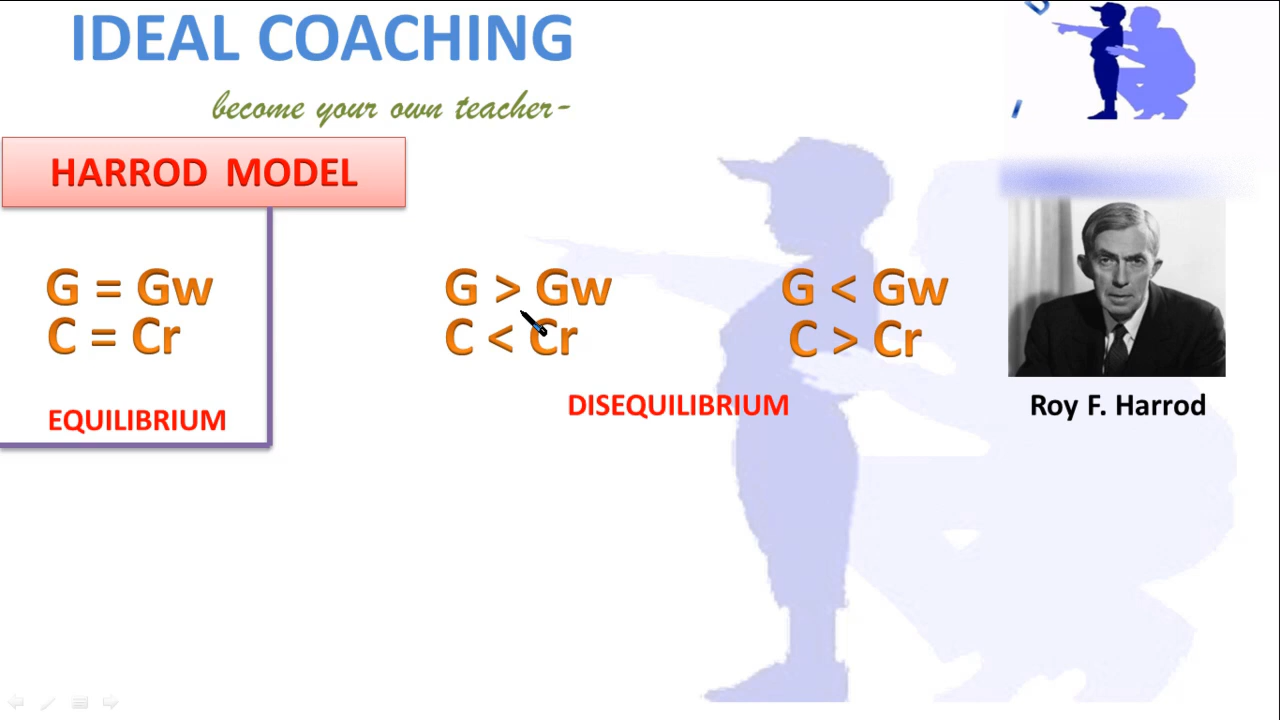 IDEAL COACHING
become your own teacher-
HARROD MODEL
G = Gw
C = Cr
EQUILIBRIUM
G > Gw
C < Cr
G < Gw
C > Cr
DISEQUILIBRIUM
Roy F. Harrod